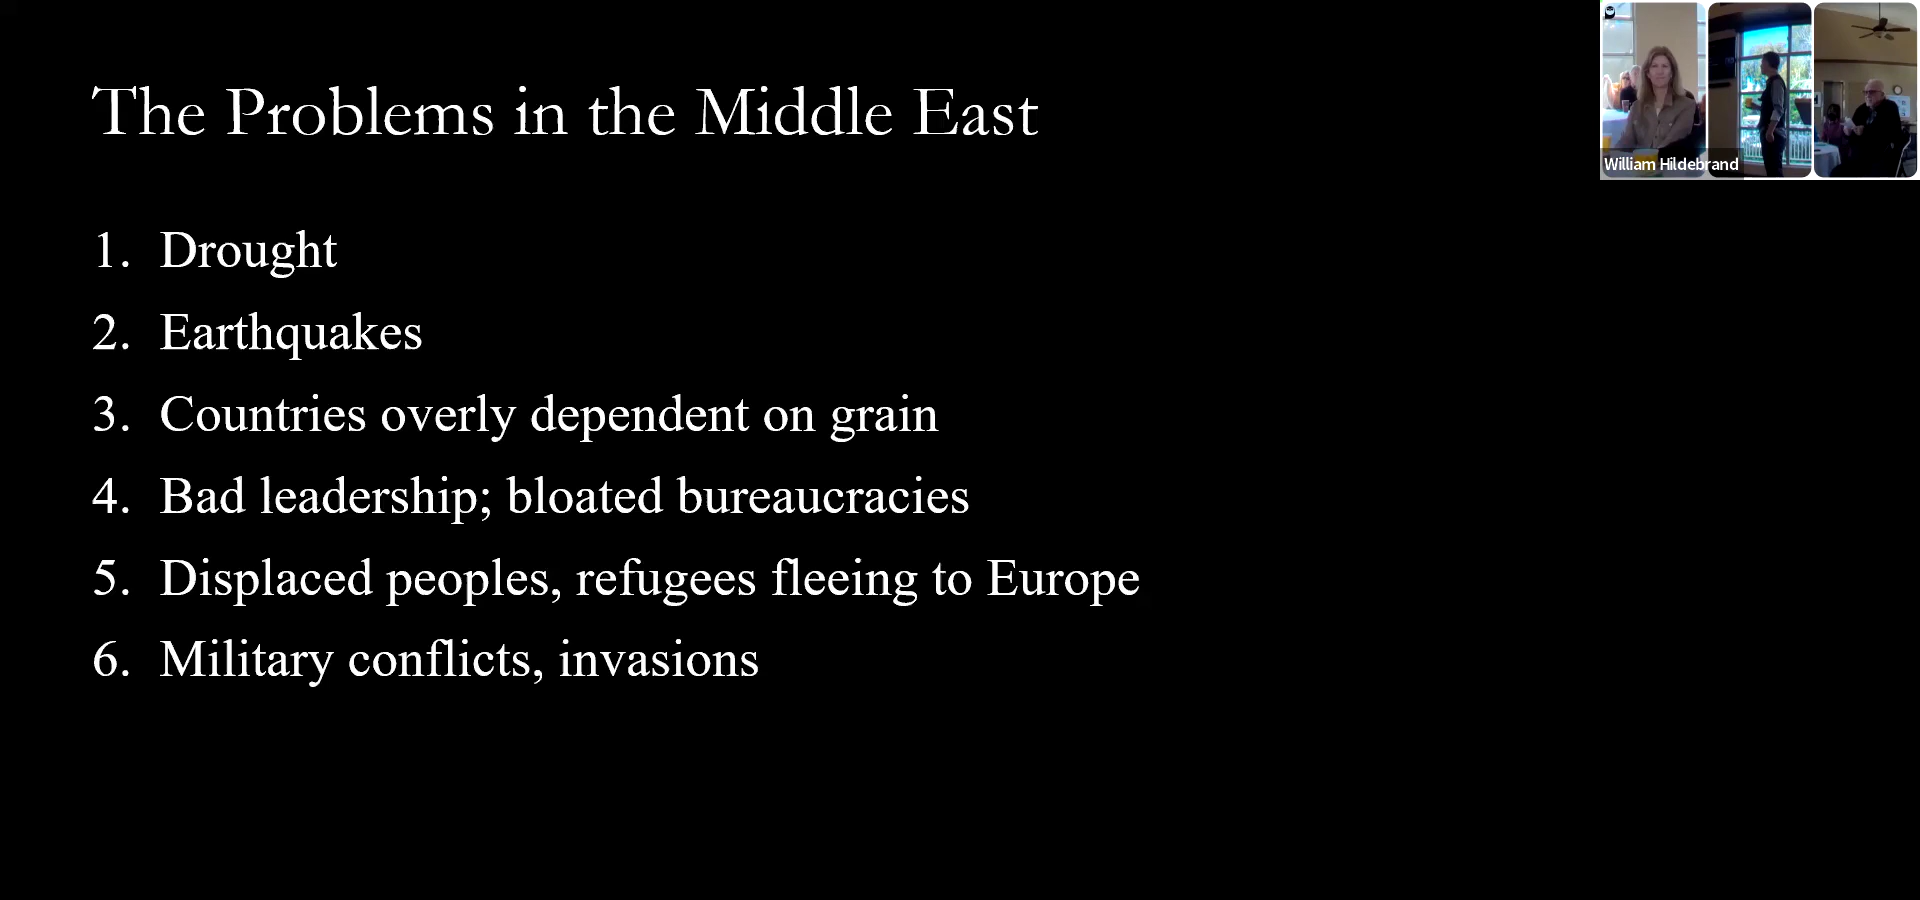 The Problems in the Middle East
1. Drought
2. Earthquakes
3. Countries overly dependent on grain
4. Bad leadership; bloated bureaucracies
5. Displaced peoples, refugees fleeing to Europe
6. Military conflicts, invasions
William Hildebrand